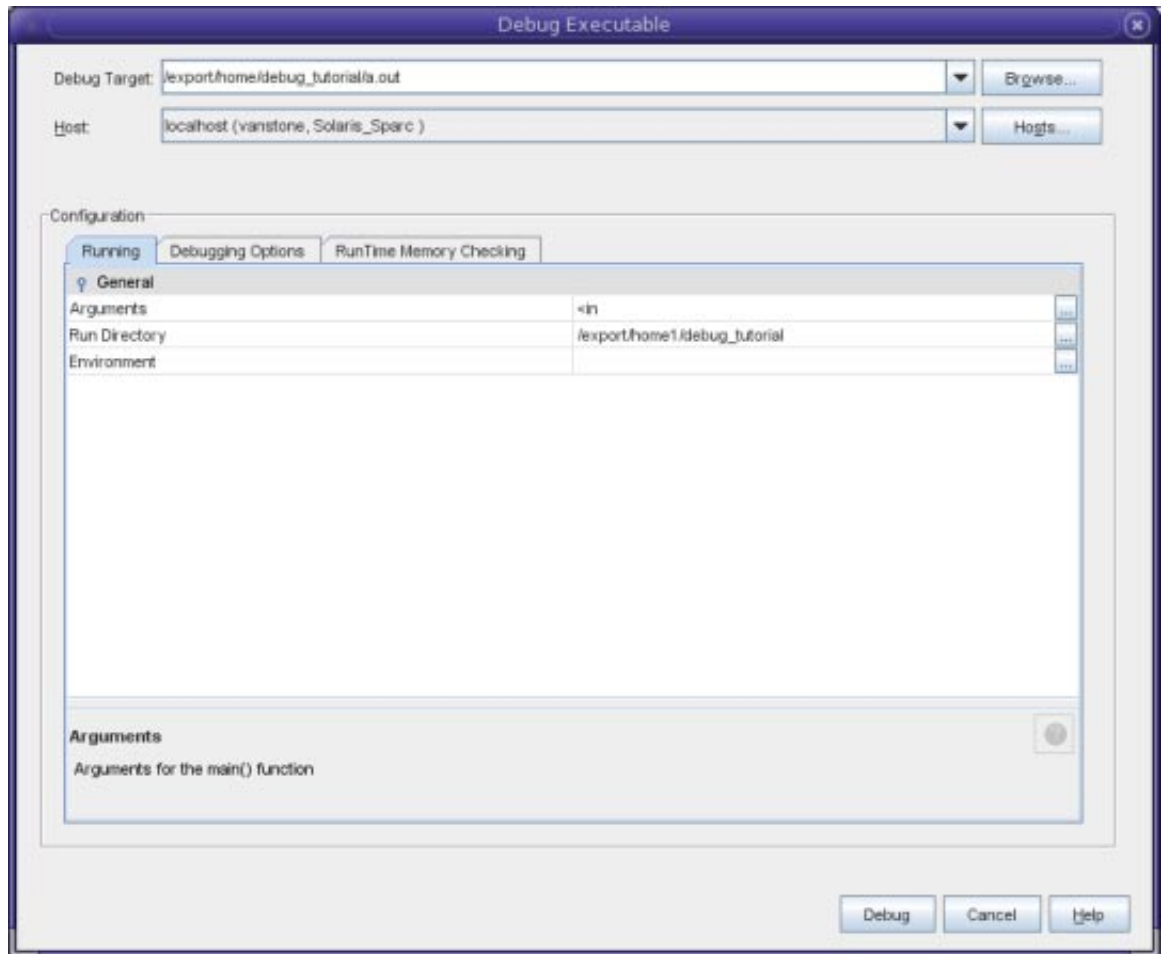 Debug Executable
Debug Target: /export/home/debug_tutorial/a.out Browse...
Host: localhost (vanstone, Solaris_Sparc ) Hosts...
Configuration
Running Debugging Options RunTime Memory Checking
General
Arguments <in ...
Run Directory /export/home1/debug_tutorial ...
Environment ...
Arguments
Arguments for the main() function
Debug Cancel Help